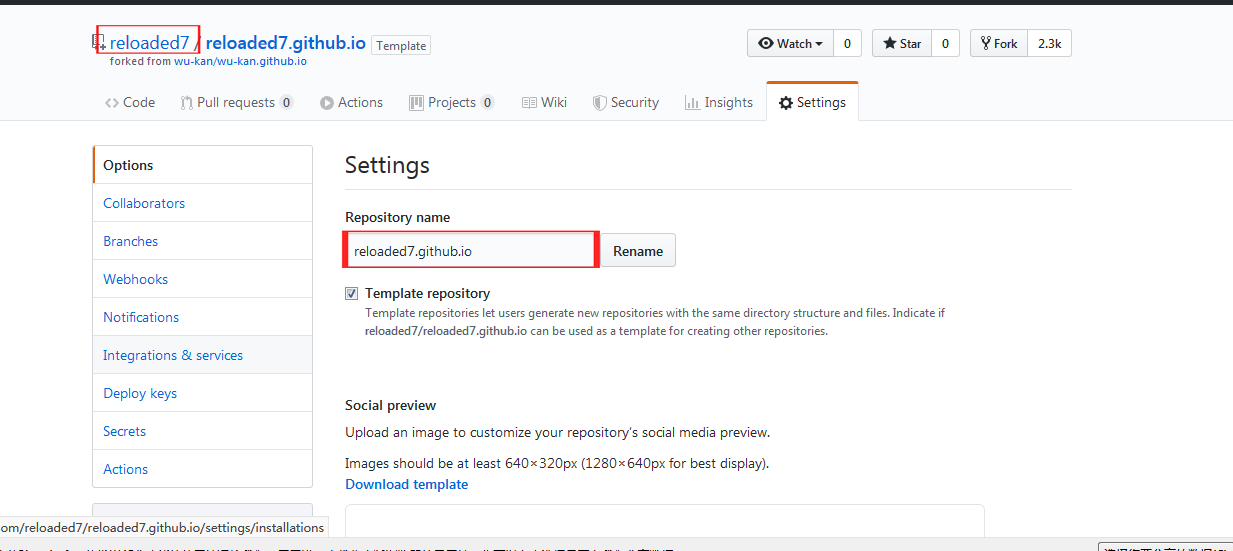 reloaded7 / reloaded7.github.io Template
forked from wu-kan/wu-kan.github.io
Watch 0 Star 0 Fork 2.3k
Code Pull requests 0 Actions Projects 0 Wiki Security Insights Settings
Options
Collaborators
Branches
Webhooks
Notifications
Integrations & services
Deploy keys
Secrets
Actions
Settings
Repository name
reloaded7.github.io Rename
Template repository
Template repositories let users generate new repositories with the same directory structure and files. Indicate if
reloaded7/reloaded7.github.io can be used as a template for creating other repositories.
Social preview
Upload an image to customize your repository’s social media preview.
Images should be at least 640×320px (1280×640px for best display).
Download template
om/reloaded7/reloaded7.github.io/settings/installations